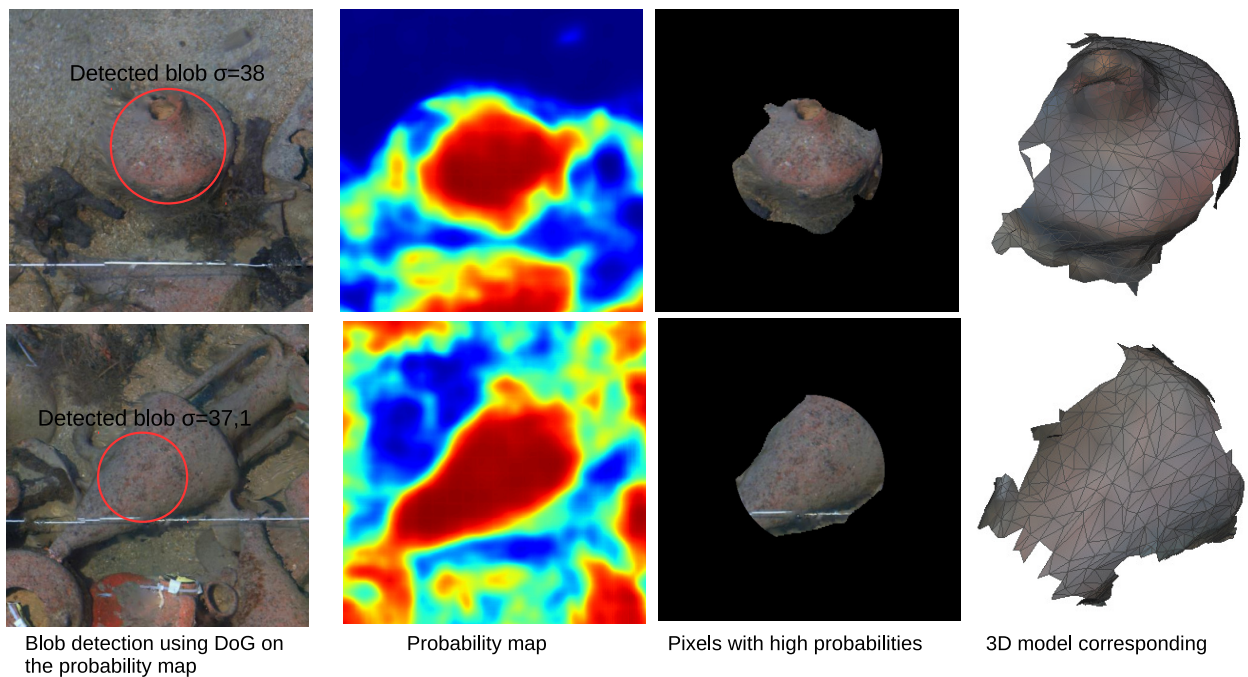 Detected blob σ=38
Detected blob σ=37,1
Blob detection using DoG on
the probability map
Probability map
Pixels with high probabilities
3D model corresponding